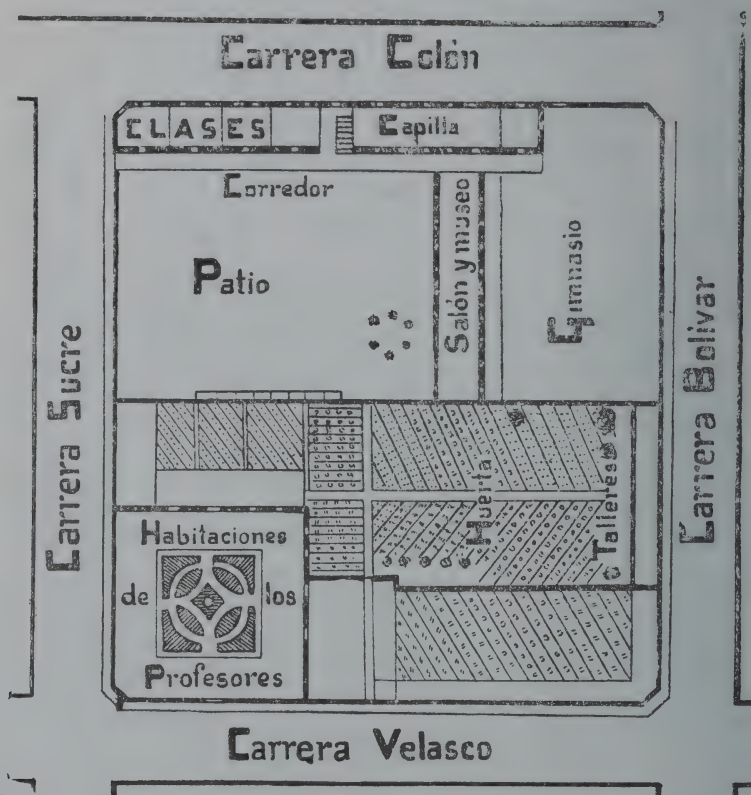 Carrera Colón
CLASES
Capilla
Corredor
Patio
Salón y museo
Gimnasio
Carrera Sucre
Carrera Bolívar
Huerta
Talleres
Habitaciones
de los
Profesores
Carrera Velasco